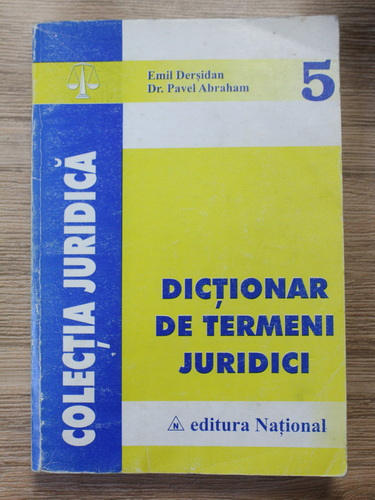 Emil Derșidan
Dr. Pavel Abraham
5
COLECȚIA JURIDICĂ
DICȚIONAR
DE TERMENI
JURIDICI
N editura Național